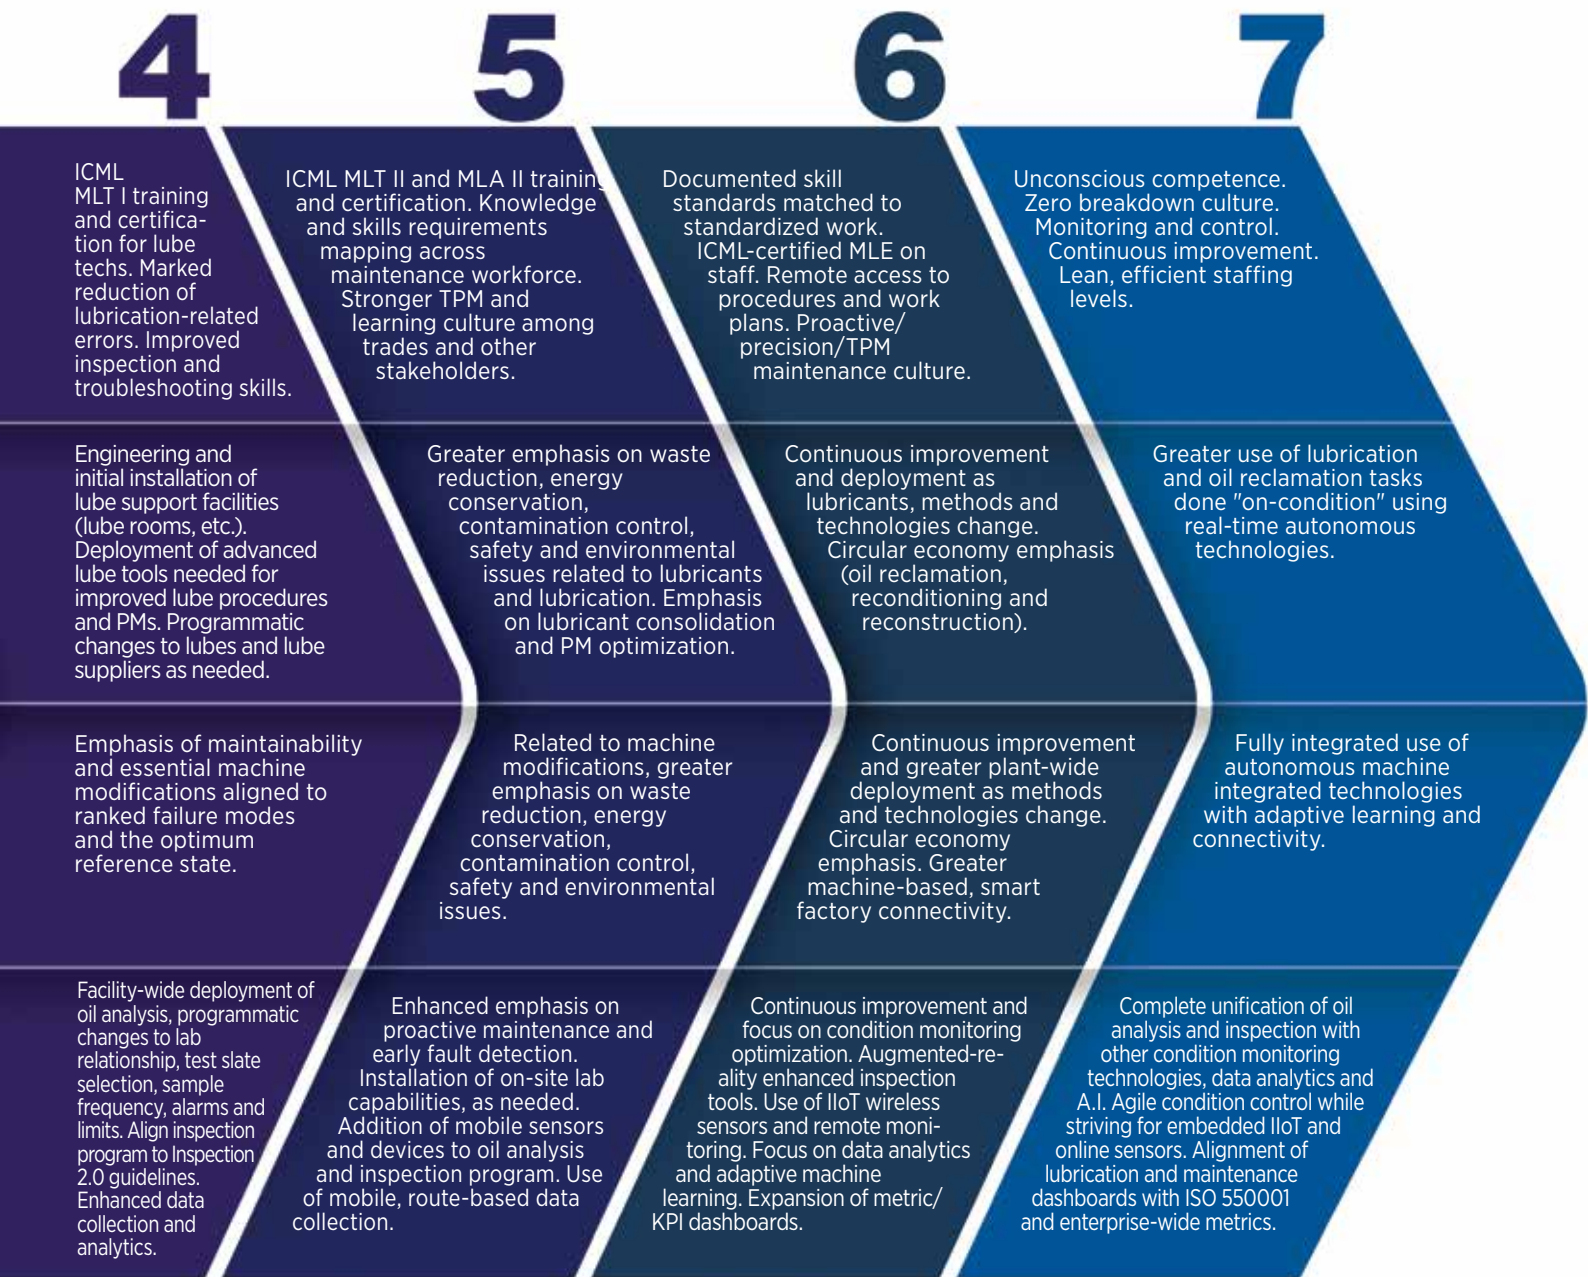 4
5
6
7
ICML
MLT I training
and certifica-
tion for lube
techs. Marked
reduction of
lubrication-related
errors. Improved
inspection and
troubleshooting skills.
ICML MLT II and MLA II training
and certification. Knowledge
and skills requirements
mapping across
maintenance workforce.
Stronger TPM and
learning culture among
trades and other
stakeholders.
Documented skill
standards matched to
standardized work.
ICML-certified MLE on
staff. Remote access to
procedures and work
plans. Proactive/
precision/TPM
maintenance culture.
Unconscious competence.
Zero breakdown culture.
Monitoring and control.
Continuous improvement.
Lean, efficient staffing
levels.
Engineering and
initial installation of
lube support facilities
(lube rooms, etc.).
Deployment of advanced
lube tools needed for
improved lube procedures
and PMs. Programmatic
changes to lubes and lube
suppliers as needed.
Greater emphasis on waste
reduction, energy
conservation,
contamination control,
safety and environmental
issues related to lubricants
and lubrication. Emphasis
on lubricant consolidation
and PM optimization.
Continuous improvement
and deployment as
lubricants, methods and
technologies change.
Circular economy emphasis
(oil reclamation,
reconditioning and
reconstruction).
Greater use of lubrication
and oil reclamation tasks
done "on-condition" using
real-time autonomous
technologies.
Emphasis of maintainability
and essential machine
modifications aligned to
ranked failure modes
and the optimum
reference state.
Related to machine
modifications, greater
emphasis on waste
reduction, energy
conservation,
contamination control,
safety and environmental
issues.
Continuous improvement
and greater plant-wide
deployment as methods
and technologies change.
Circular economy
emphasis. Greater
machine-based, smart
factory connectivity.
Fully integrated use of
autonomous machine
integrated technologies
with adaptive learning and
connectivity.
Facility-wide deployment of
oil analysis, programmatic
changes to lab
relationship, test slate
selection, sample
frequency, alarms and
limits. Align inspection
program to Inspection
2.0 guidelines.
Enhanced data
collection and
analytics.
Enhanced emphasis on
proactive maintenance and
early fault detection.
Installation of on-site lab
capabilities, as needed.
Addition of mobile sensors
and devices to oil analysis
and inspection program. Use
of mobile, route-based data
collection.
Continuous improvement and
focus on condition monitoring
optimization. Augmented-re-
ality enhanced inspection
tools. Use of IIoT wireless
sensors and remote moni-
toring. Focus on data analytics
and adaptive machine
learning. Expansion of metric/
KPI dashboards.
Complete unification of oil
analysis and inspection with
other condition monitoring
technologies, data analytics and
A.I. Agile condition control while
striving for embedded IIoT and
online sensors. Alignment of
lubrication and maintenance
dashboards with ISO 550001
and enterprise-wide metrics.